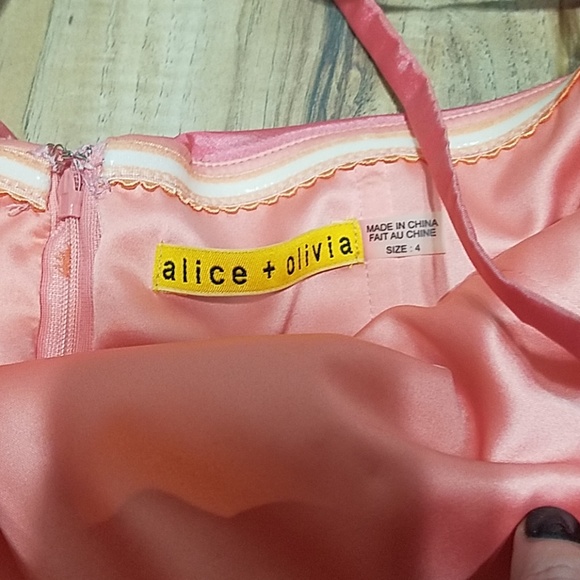 alice + olivia
MADE IN CHINA
FAIT AU CHINE
SIZE : 4